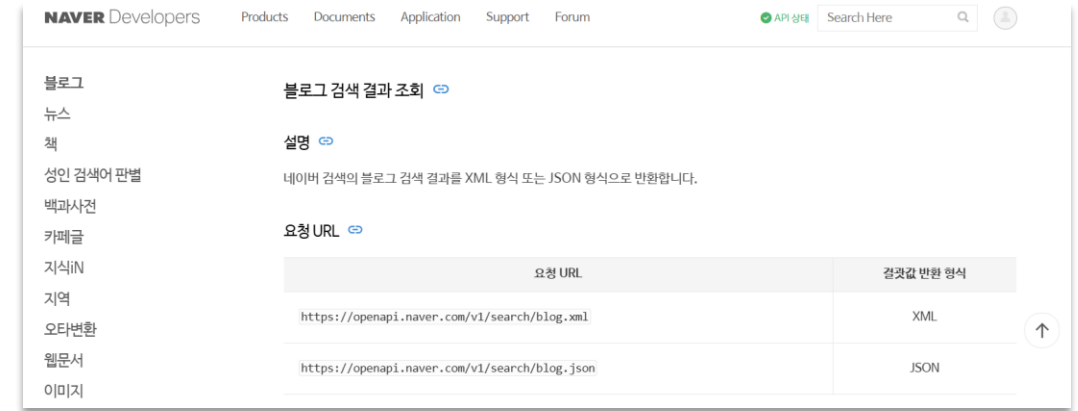 NAVER Developers Products Documents Application Support Forum API 상태 Search Here
블로그
뉴스
책
성인 검색어 판별
백과사전
카페글
지식iN
지역
오타변환
웹문서
이미지
블로그 검색 결과 조회
설명
네이버 검색의 블로그 검색 결과를 XML 형식 또는 JSON 형식으로 반환합니다.
요청 URL
요청 URL 결괏값 반환 형식
https://openapi.naver.com/v1/search/blog.xml XML
https://openapi.naver.com/v1/search/blog.json JSON